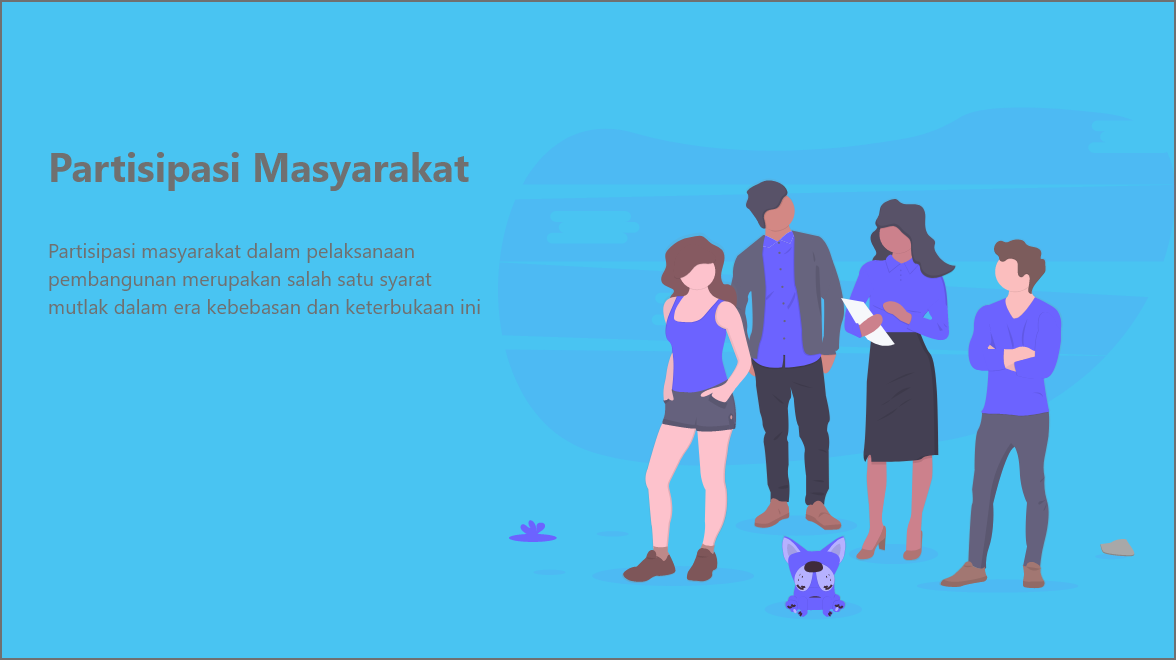 Partisipasi Masyarakat
Partisipasi masyarakat dalam pelaksanaan
pembangunan merupakan salah satu syarat
mutlak dalam era kebebasan dan keterbukaan ini